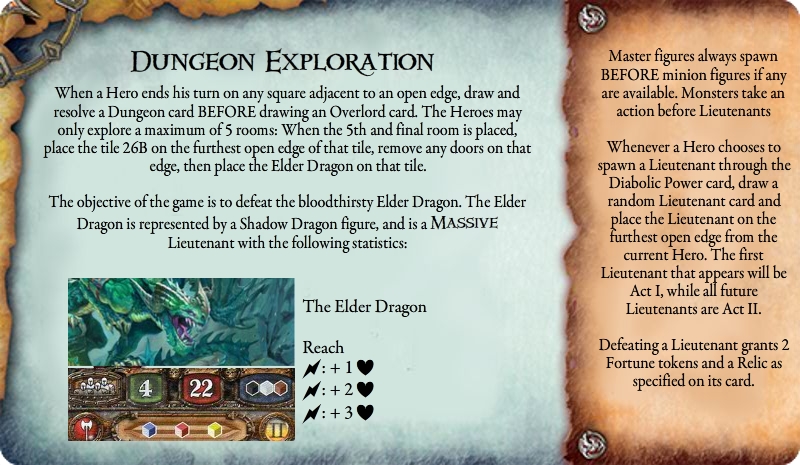 DUNGEON EXPLORATION
When a Hero ends his turn on any square adjacent to an open edge, draw and
resolve a Dungeon card BEFORE drawing an Overlord card. The Heroes may
only explore a maximum of 5 rooms: When the 5th and final room is placed,
place the tile 26B on the furthest open edge of that tile, remove any doors on that
edge, then place the Elder Dragon on that tile.
The objective of the game is to defeat the bloodthirsty Elder Dragon. The Elder
Dragon is represented by a Shadow Dragon figure, and is a MASSIVE
Lieutenant with the following statistics:
The Elder Dragon
Reach
: + 1
: + 2
: + 3
4 22
II
Master figures always spawn
BEFORE minion figures if any
are available. Monsters take an
action before Lieutenants
Whenever a Hero chooses to
spawn a Lieutenant through the
Diabolic Power card, draw a
random Lieutenant card and
place the Lieutenant on the
furthest open edge from the
current Hero. The first
Lieutenant that appears will be
Act I, while all future
Lieutenants are Act II.
Defeating a Lieutenant grants 2
Fortune tokens and a Relic as
specified on its card.